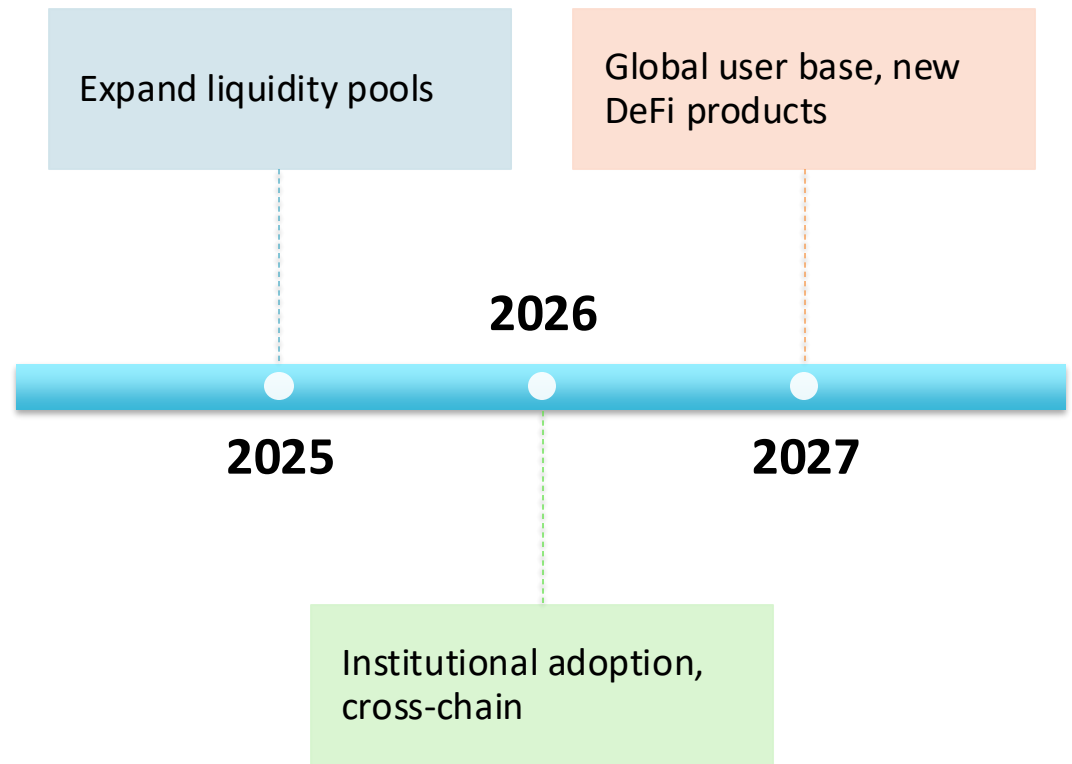 Expand liquidity pools
Global user base, new
DeFi products
2026
2025
2027
Institutional adoption,
cross-chain